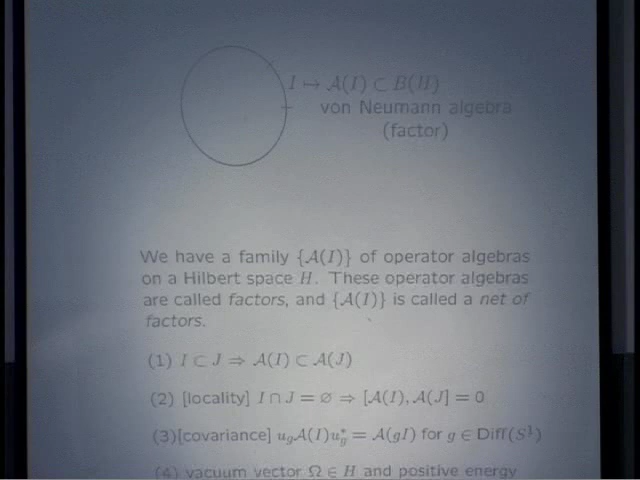 I ↦ A(I) ⊂ B(H)
von Neumann algebra
(factor)
We have a family {A(I)} of operator algebras
on a Hilbert space H. These operator algebras
are called factors, and {A(I)} is called a net of
factors.
(1) I ⊂ J ⇒ A(I) ⊂ A(J)
(2) [locality] I ∩ J = ∅ ⇒ [A(I), A(J] = 0
(3)[covariance] u_g A(I)u_g^* = A(gI) for g ∈ Diff(S^1)
(4) vacuum vector Ω ∈ H and positive energy